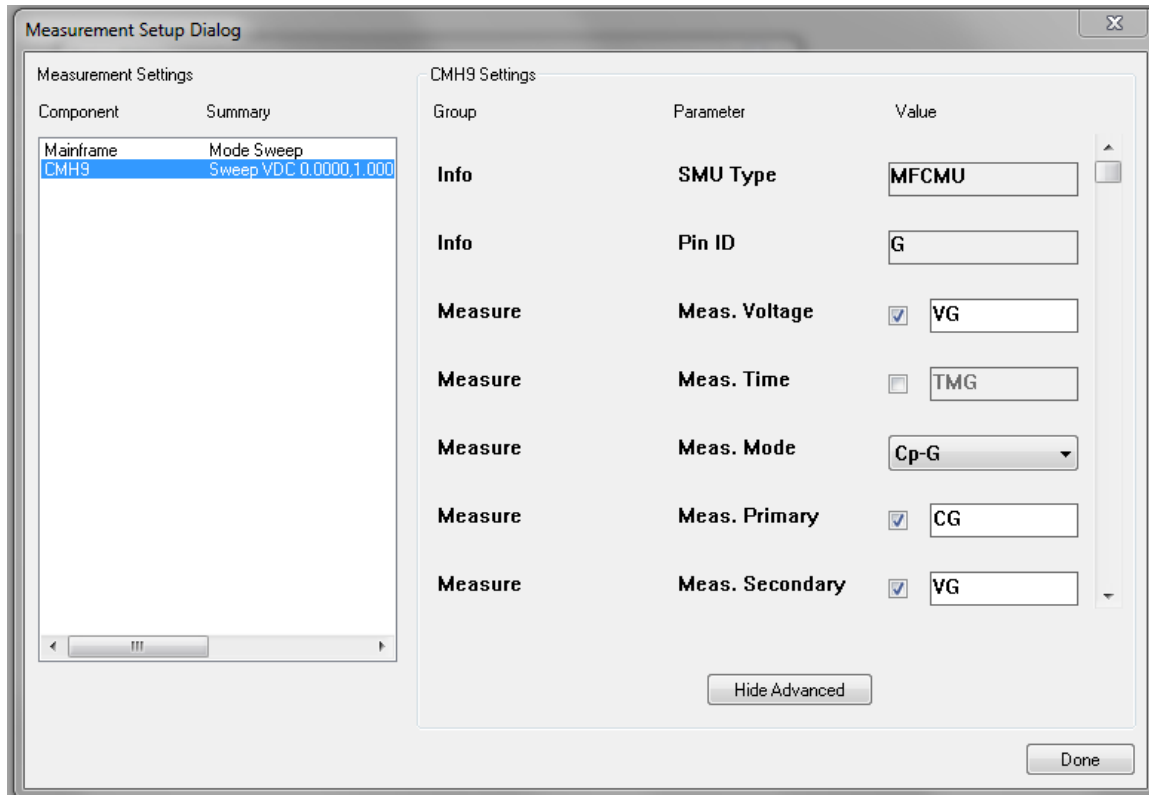 Measurement Setup Dialog
Measurement Settings
Component Summary
Mainframe Mode Sweep
CMH9 Sweep VDC 0.0000,1.000
CMH9 Settings
Group Parameter Value
Info SMU Type MFCMU
Info Pin ID G
Measure Meas. Voltage VG
Measure Meas. Time TMG
Measure Meas. Mode Cp-G
Measure Meas. Primary CG
Measure Meas. Secondary VG
Hide Advanced
Done